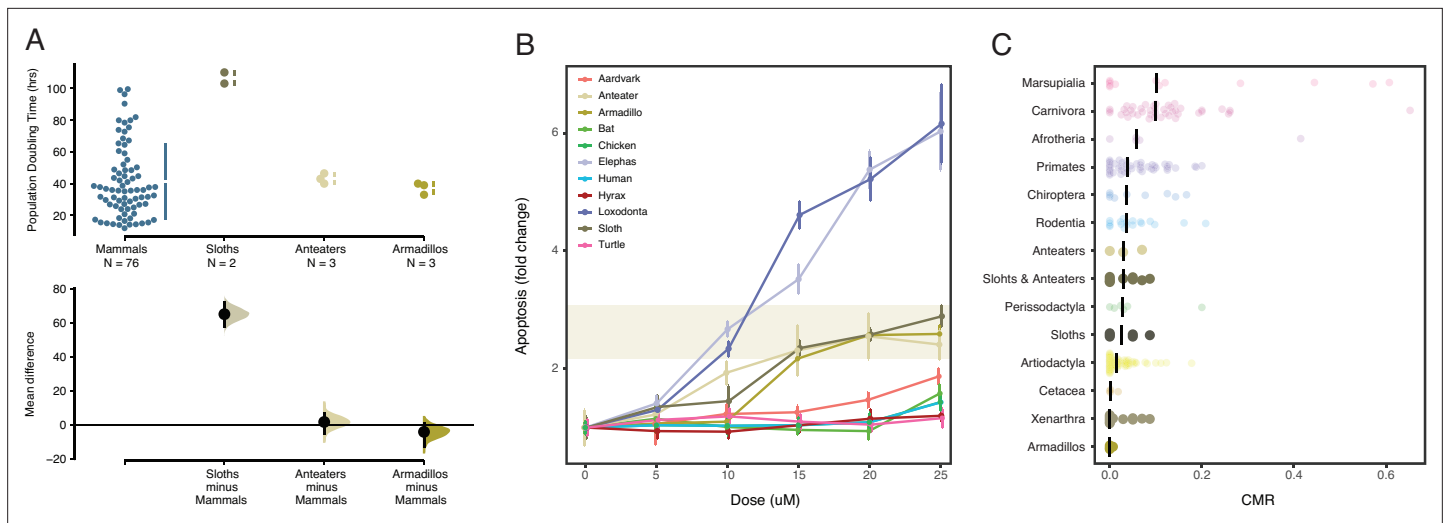 A
Population Doubling Time (hrs)
100
80
60
40
20
Mammals
N = 76
Sloths
N = 2
Anteaters
N = 3
Armadillos
N = 3
Mean difference
80
60
40
20
0
−20
Sloths
minus
Mammals
Anteaters
minus
Mammals
Armadillos
minus
Mammals
B
Apoptosis (fold change)
6
4
2
Aardvark
Anteater
Armadillo
Bat
Chicken
Elephas
Human
Hyrax
Loxodonta
Sloth
Turtle
0
5
10
15
20
25
Dose (uM)
C
Marsupialia
Carnivora
Afrotheria
Primates
Chiroptera
Rodentia
Anteaters
Slohts & Anteaters
Perissodactyla
Sloths
Artiodactyla
Cetacea
Xenarthra
Armadillos
0.0
0.2
0.4
0.6
CMR